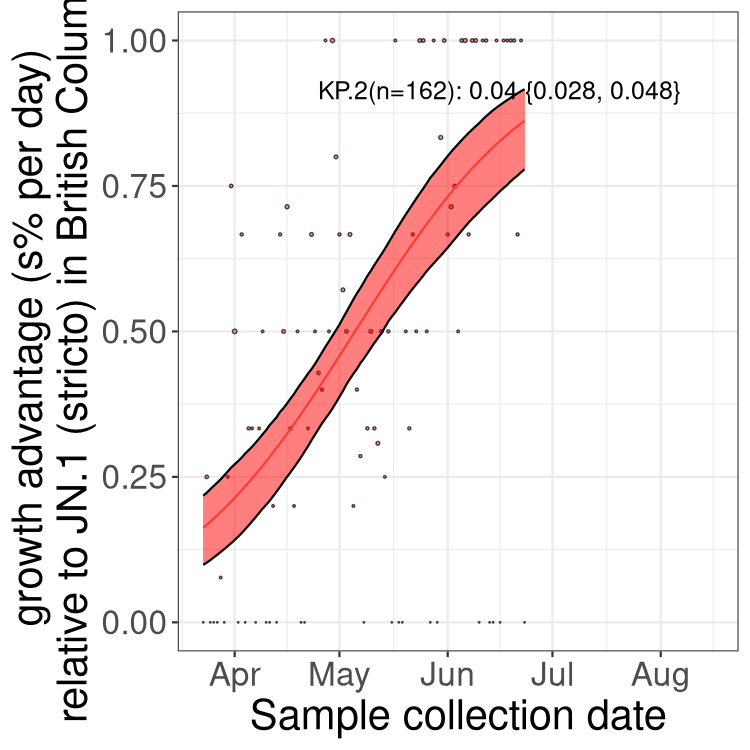 growth advantage (s% per day)
relative to JN.1 (stricto) in British Colum
1.00
0.75
0.50
0.25
0.00
KP.2(n=162): 0.04 {0.028, 0.048}
Apr May Jun Jul Aug
Sample collection date